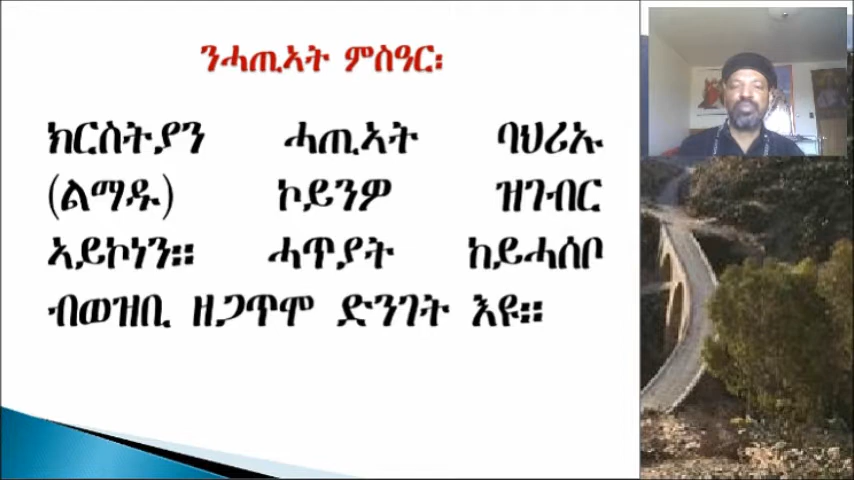 ንሓጢኣት ምስዓር፡
ክርስትያን ሓጢኣት ባህሪኡ
(ልማዱ) ኮይንዎ ዝገብር
ኣይኮነን። ሓጥያት ከይሓሰቦ
ብወዝቢ ዘጋጥሞ ድንገት እዩ።